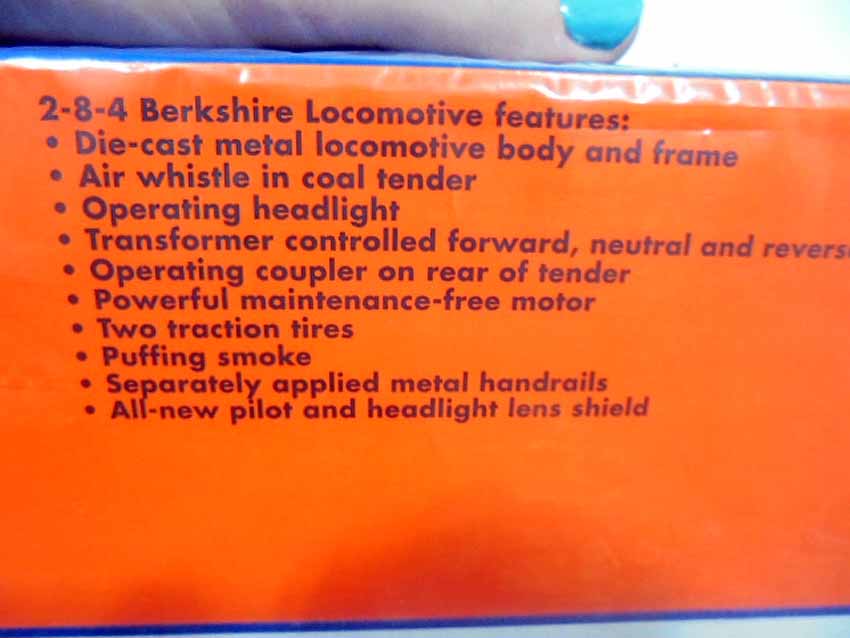 2-8-4 Berkshire Locomotive features:
• Die-cast metal locomotive body and frame
• Air whistle in coal tender
• Operating headlight
• Transformer controlled forward, neutral and revers
• Operating coupler on rear of tender
• Powerful maintenance-free motor
• Two traction tires
• Puffing smoke
• Separately applied metal handrails
• All-new pilot and headlight lens shield